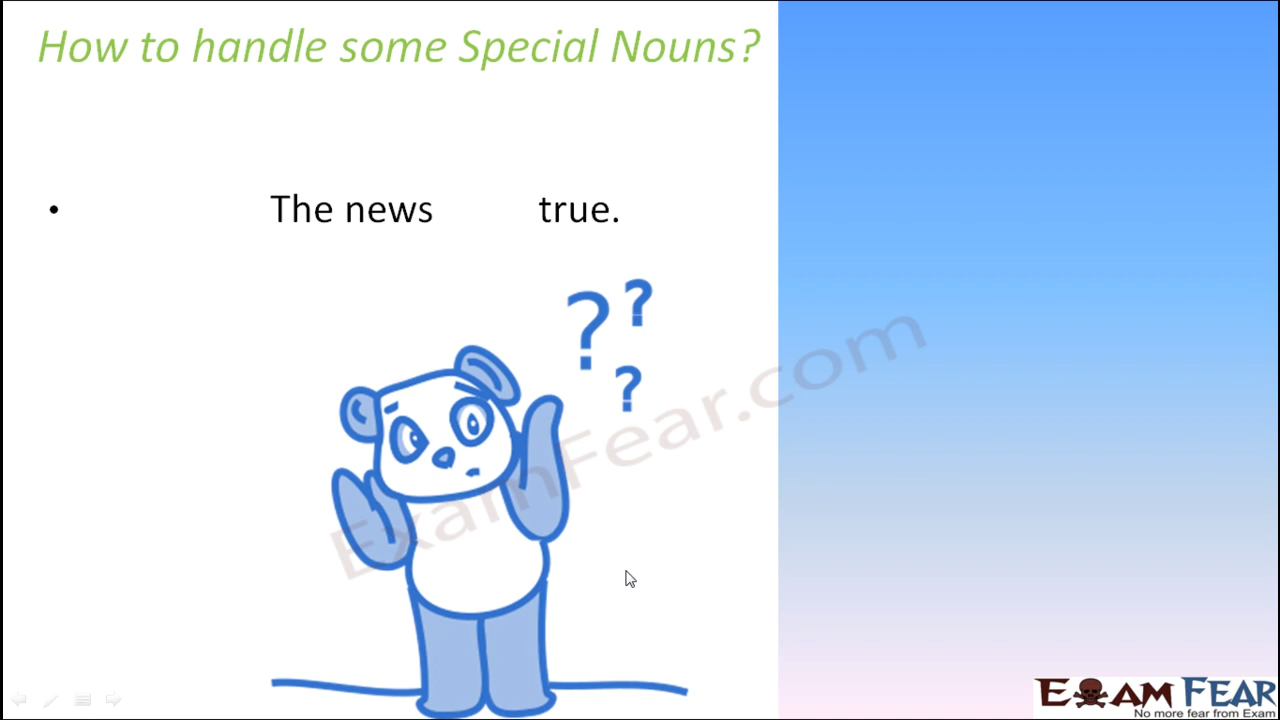 How to handle some Special Nouns?
• The news true.
? ?
?
ExamFear.com
EXAM FEAR
No more fear from Exam